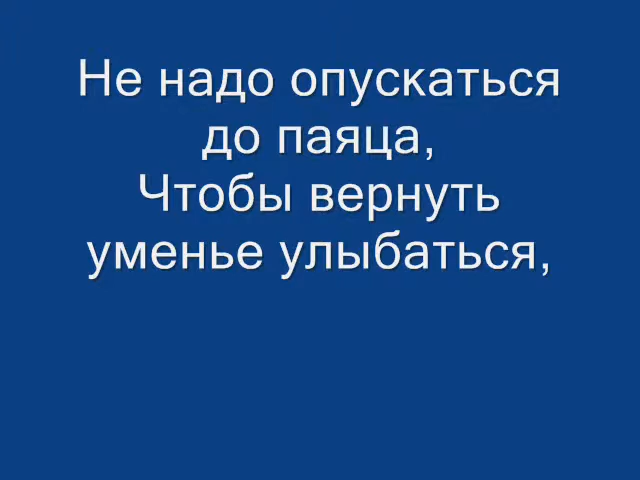 Не надо опускаться
до паяца,
Чтобы вернуть
уменье улыбаться,